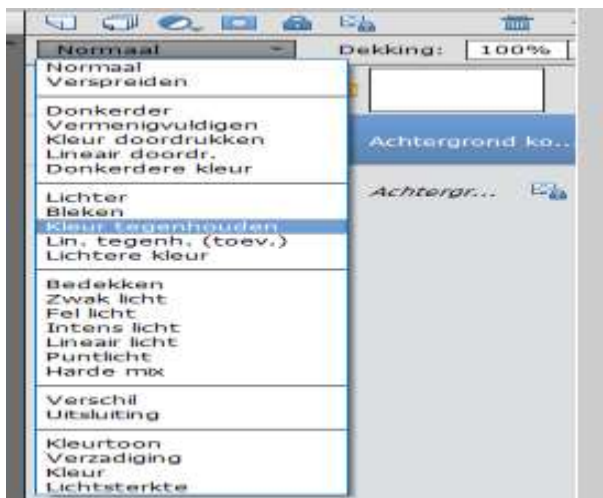 Normaal Dekking: 100%
Normaal
Verspreiden
Donkerder
Vermenigvuldigen
Kleur doordrukken
Lineair doordr.
Donkerdere kleur
Achtergrond ko...
Lichter
Bleken
Kleur tegenhouden
Lin. tegenh. (toev.)
Lichtere kleur
Achtergr...
Bedekken
Zwak licht
Fel licht
Intens licht
Lineair licht
Puntlicht
Harde mix
Verschil
Uitsluiting
Kleurtoon
Verzadiging
Kleur
Lichtsterkte